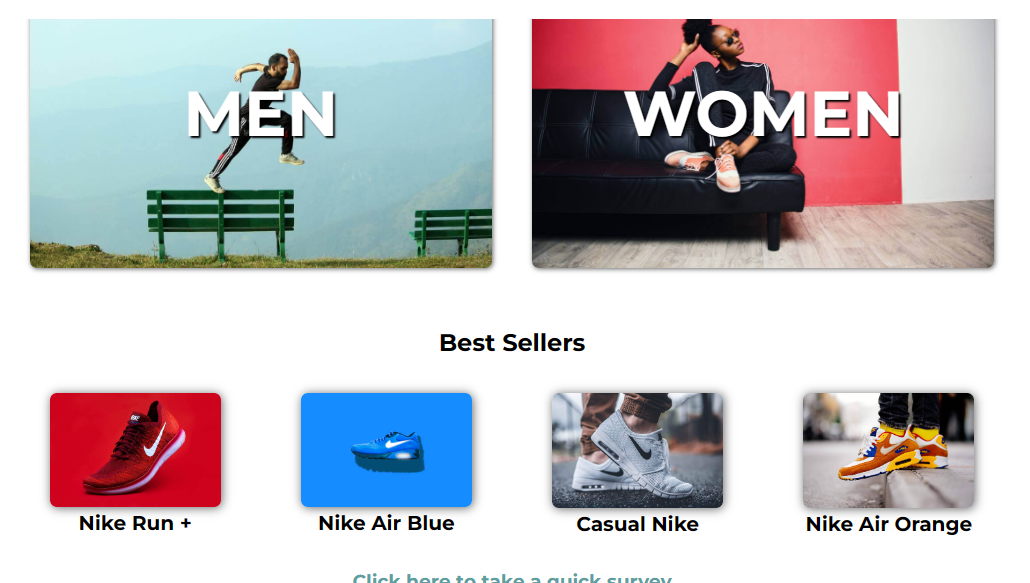 MEN
WOMEN
Best Sellers
Nike Run +
Nike Air Blue
Casual Nike
Nike Air Orange
Click here to take a quick survey